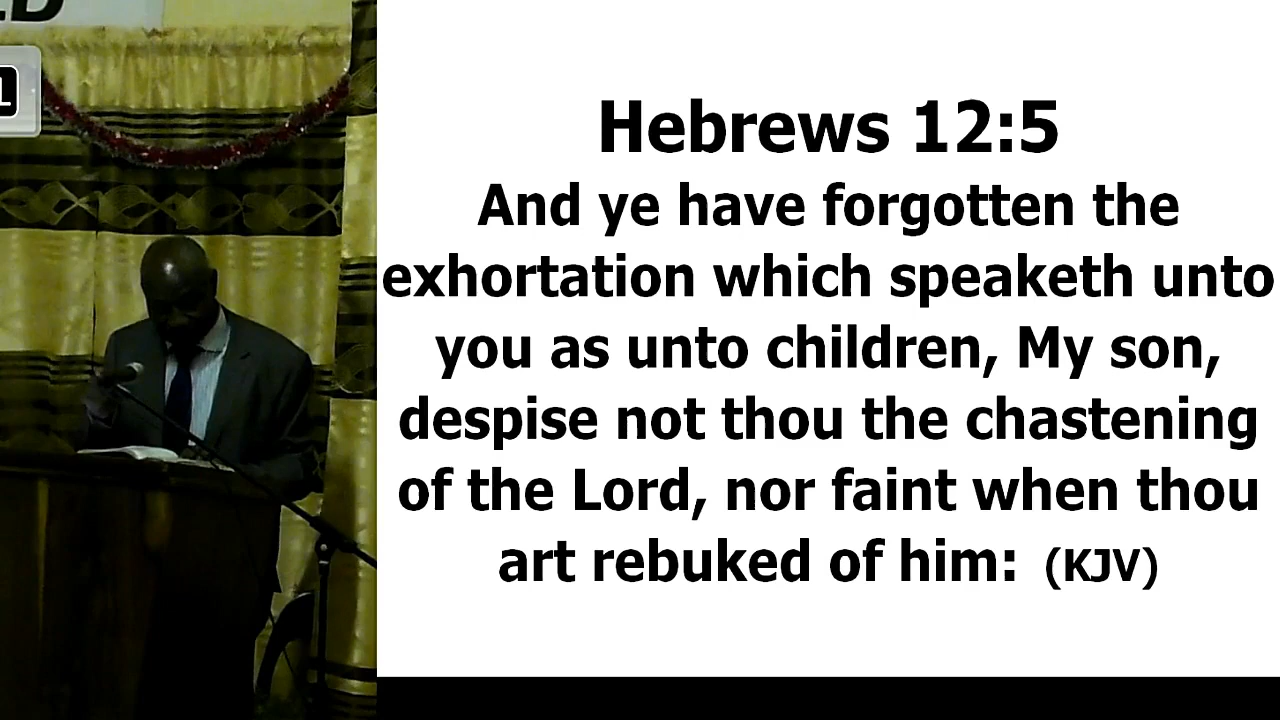 Hebrews 12:5
And ye have forgotten the
exhortation which speaketh unto
you as unto children, My son,
despise not thou the chastening
of the Lord, nor faint when thou
art rebuked of him: (KJV)